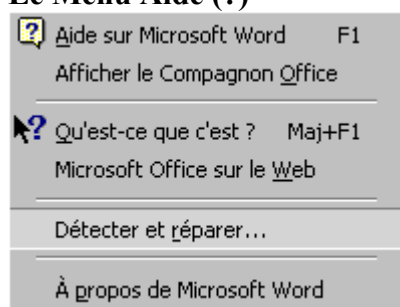 Le Menu Aide (?)
Aide sur Microsoft Word F1
Afficher le Compagnon Office
Qu'est-ce que c'est ? Maj+F1
Microsoft Office sur le Web
Détecter et réparer...
À propos de Microsoft Word